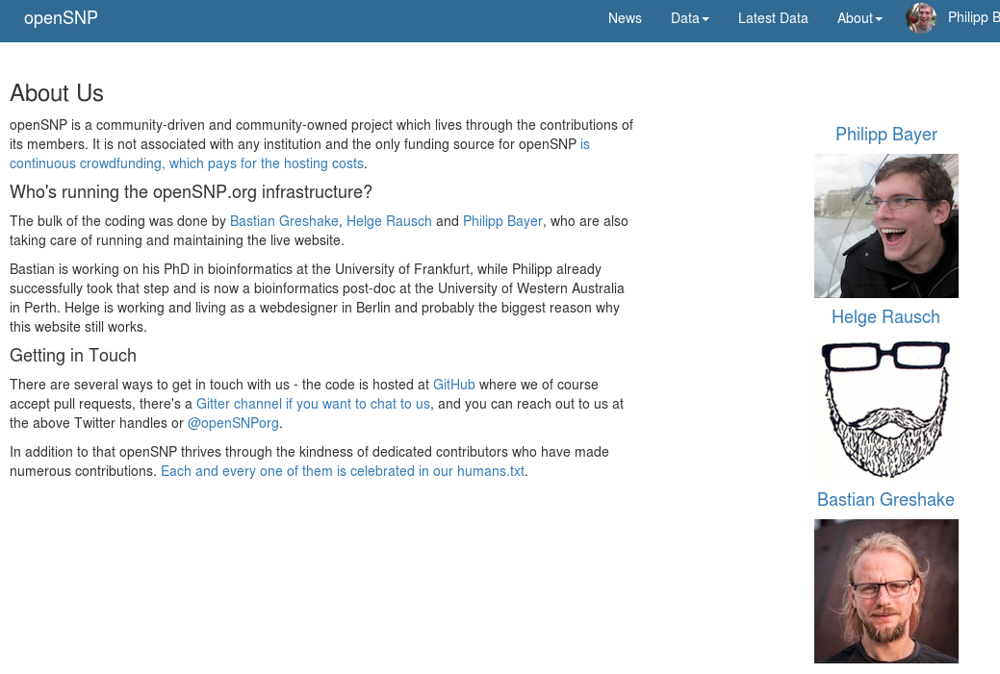 openSNP
News Data Latest Data About Philipp B
About Us
openSNP is a community-driven and community-owned project which lives through the contributions of
its members. It is not associated with any institution and the only funding source for openSNP is
continuous crowdfunding, which pays for the hosting costs.
Who's running the openSNP.org infrastructure?
The bulk of the coding was done by Bastian Greshake, Helge Rausch and Philipp Bayer, who are also
taking care of running and maintaining the live website.
Bastian is working on his PhD in bioinformatics at the University of Frankfurt, while Philipp already
successfully took that step and is now a bioinformatics post-doc at the University of Western Australia
in Perth. Helge is working and living as a webdesigner in Berlin and probably the biggest reason why
this website still works.
Getting in Touch
There are several ways to get in touch with us - the code is hosted at GitHub where we of course
accept pull requests, there's a Gitter channel if you want to chat to us, and you can reach out to us at
the above Twitter handles or @openSNPorg.
In addition to that openSNP thrives through the kindness of dedicated contributors who have made
numerous contributions. Each and every one of them is celebrated in our humans.txt.
Philipp Bayer
Helge Rausch
Bastian Greshake